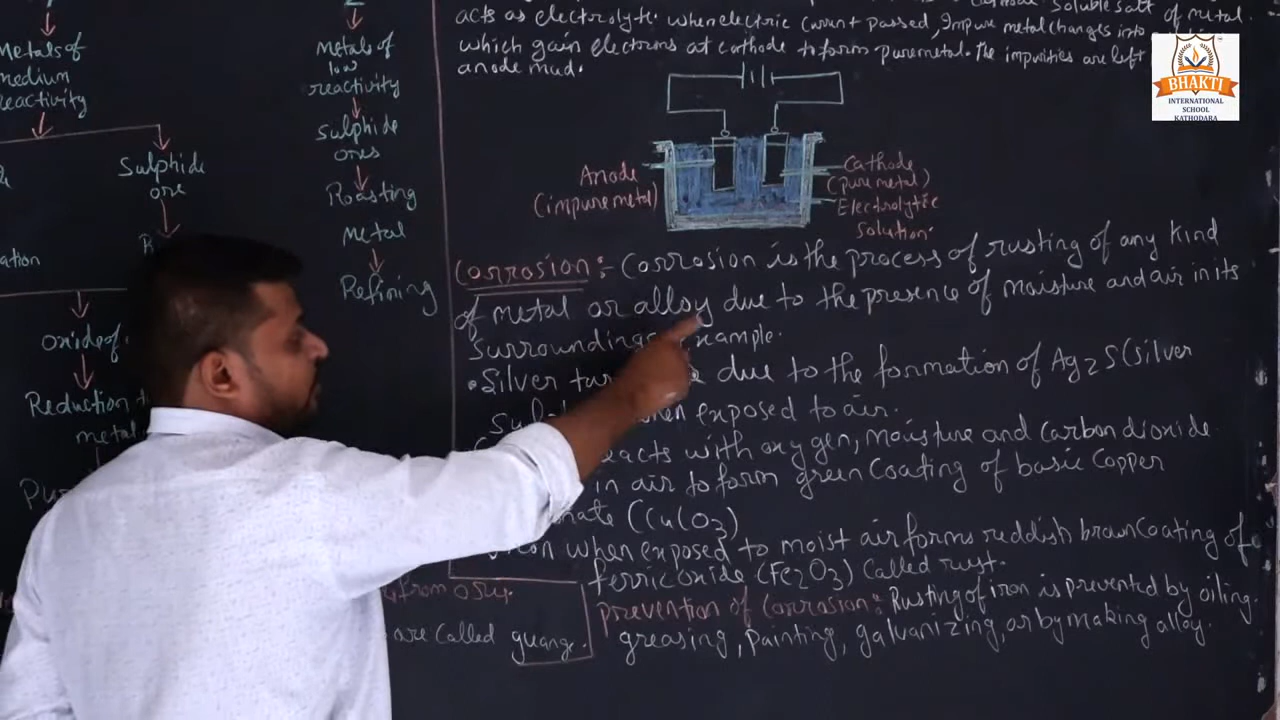 Metals of
medium
reactivity
Sulphide
ore
Oxide of
Reduction t
metal
Metals of
low
reactivity
Sulphide
ores
Roasting
Metal
Refining
Cathode. Soluble salt of metal.
acts as electrolyte. when electric current passed, Impure metal changes into
which gain electrons at cathode to form pure metal. The impurities are left
anode mud.
Anode
(impure metal)
Cathode
(pure metal)
Electrolytic
Solution.
Corrosion :- Corrosion is the process of rusting of any kind
of metal or alloy due to the presence of moisture and air in its
surroundings example.
• Silver due to the formation of Ag2S (silver
when exposed to air.
with oxygen, moisture and carbon dioxide
in air to form green coating of basic copper
(CuCO3)
when exposed to moist air forms reddish brown coating of
ferric oxide (Fe2O3) called rust.
prevention of Corrosion :- Rusting of iron is prevented by oiling.
greasing, painting, galvanizing, or by making alloy.
from
are called guange.
BHAKTI
INTERNATIONAL
SCHOOL
KATHODARA